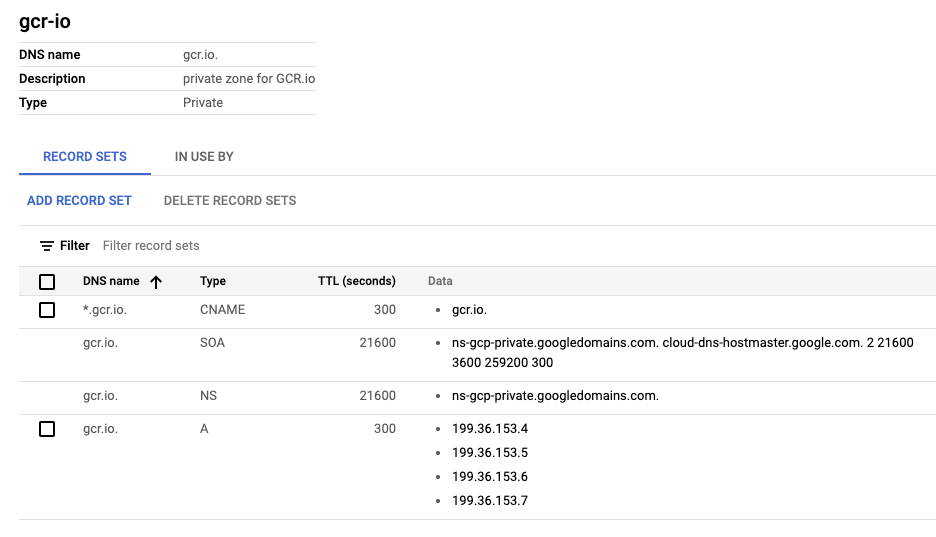 gcr-io
DNS name gcr.io.
Description private zone for GCR.io
Type Private
RECORD SETS IN USE BY
ADD RECORD SET DELETE RECORD SETS
Filter Filter record sets
DNS name Type TTL (seconds) Data
*.gcr.io. CNAME 300 • gcr.io.
gcr.io. SOA 21600 • ns-gcp-private.googledomains.com. cloud-dns-hostmaster.google.com. 2 21600
3600 259200 300
gcr.io. NS 21600 • ns-gcp-private.googledomains.com.
gcr.io. A 300 • 199.36.153.4
• 199.36.153.5
• 199.36.153.6
• 199.36.153.7